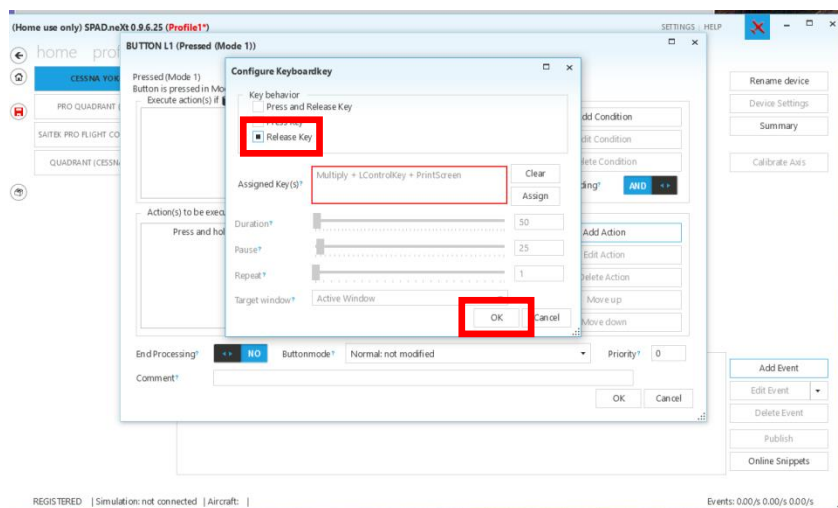 (Home use only) SPAD.neXt 0.9.6.25 (Profile1*)
SETTINGS | HELP
home prof
BUTTON L1 (Pressed (Mode 1))
CESSNA YOK
PRO QUADRANT (
SAITEK PRO FLIGHT CO
QUADRANT (CESSN
Pressed (Mode 1)
Button is pressed in Mo
Execute action(s) if
Configure Keyboardkey
Key behavior
Press and Release Key
Release Key
Assigned Key(s)?
Multiply + LControlKey + PrintScreen
Clear
Assign
Duration?
50
Pause?
25
Repeat?
1
Target window?
Active Window
OK
Cancel
dd Condition
dit Condition
lete Condition
ding?
AND
Action(s) to be execu
Press and hol
Add Action
Edit Action
Delete Action
Move up
Move down
End Processing?
NO
Buttonmode?
Normal: not modified
Priority?
0
Comment?
OK
Cancel
Rename device
Device Settings
Summary
Calibrate Axis
Add Event
Edit Event
Delete Event
Publish
Online Snippets
REGISTERED | Simulation: not connected | Aircraft: |
Events: 0.00/s 0.00/s 0.00/s